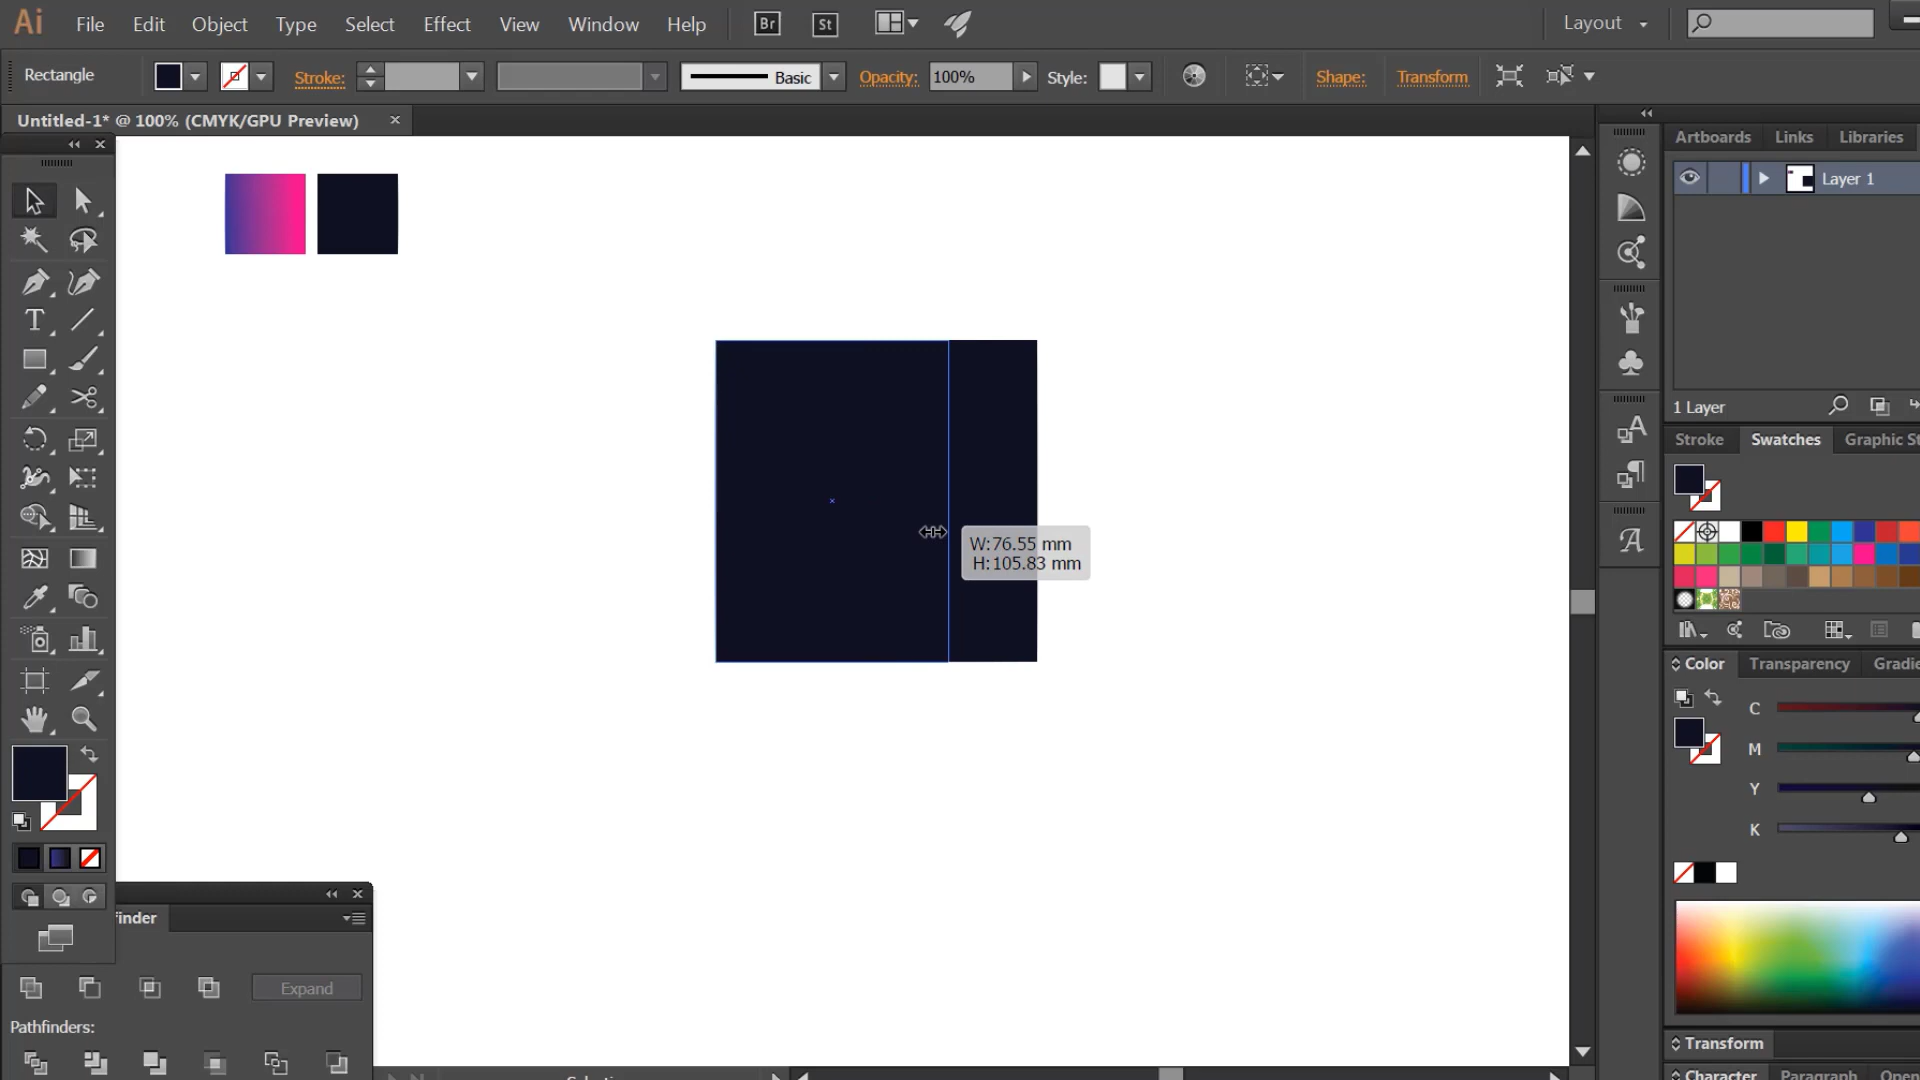 Ai File Edit Object Type Select Effect View Window Help Br St Layout
Rectangle Stroke: Basic Opacity: 100% Style: Shape: Transform
Untitled-1* @ 100% (CMYK/GPU Preview)
Artboards Links Libraries
Layer 1
1 Layer
Stroke Swatches Graphic St
W:76.55 mm
H:105.83 mm
Color Transparency Gradie
C
M
Y
K
finder
Expand
Pathfinders:
Transform
Character Paragraph Open